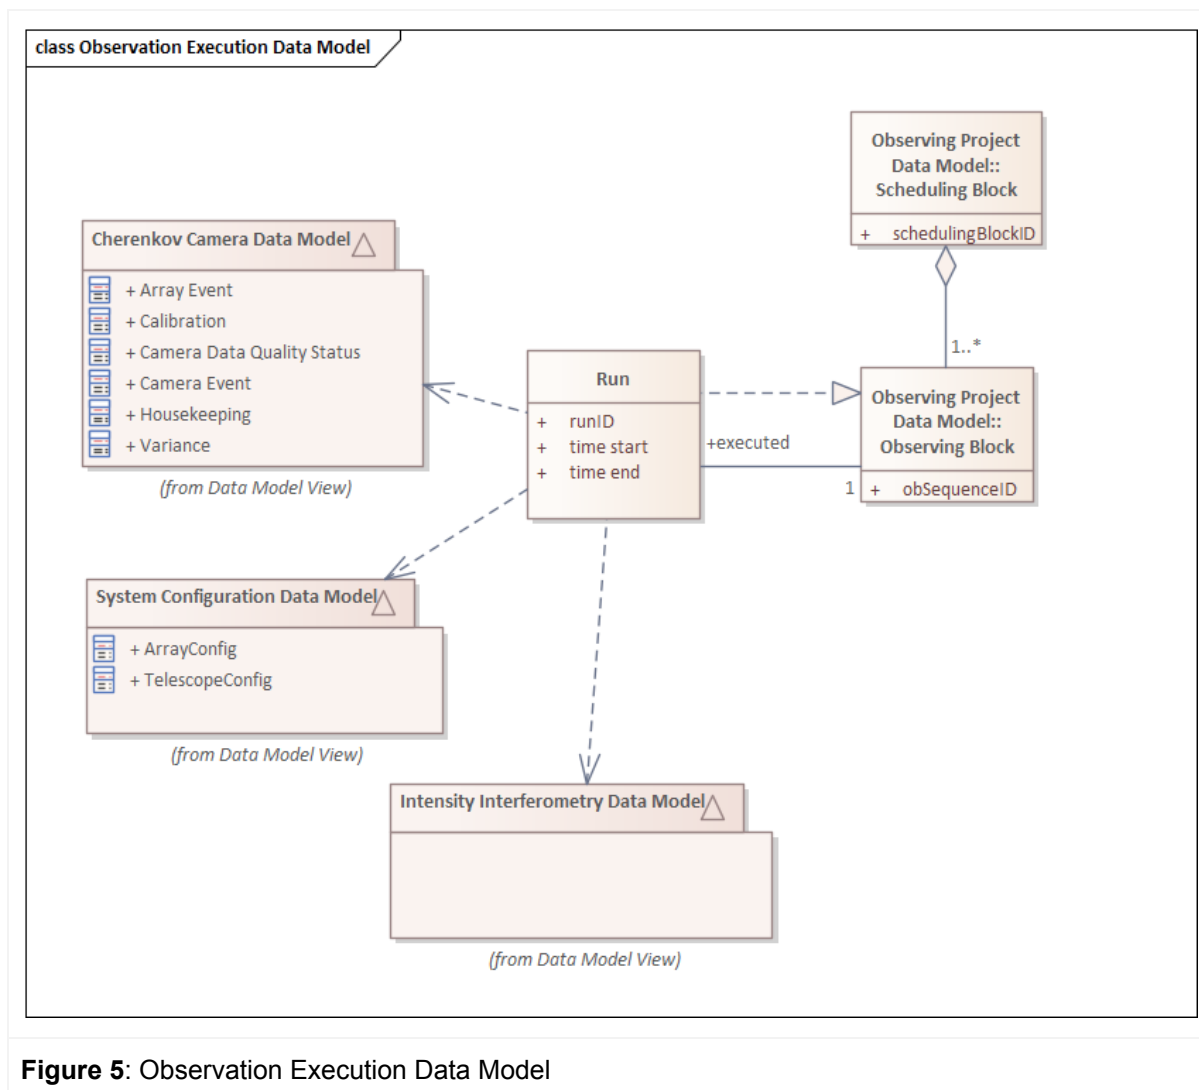 class Observation Execution Data Model
Observing Project
Data Model::
Scheduling Block
+ schedulingBlockID
Cherenkov Camera Data Model
+ Array Event
+ Calibration
+ Camera Data Quality Status
+ Camera Event
+ Housekeeping
+ Variance
(from Data Model View)
Run
+ runID
+ time start
+ time end
+executed
1
1..*
Observing Project
Data Model::
Observing Block
+ obSequenceID
System Configuration Data Model
+ ArrayConfig
+ TelescopeConfig
(from Data Model View)
Intensity Interferometry Data Model
(from Data Model View)
Figure 5: Observation Execution Data Model